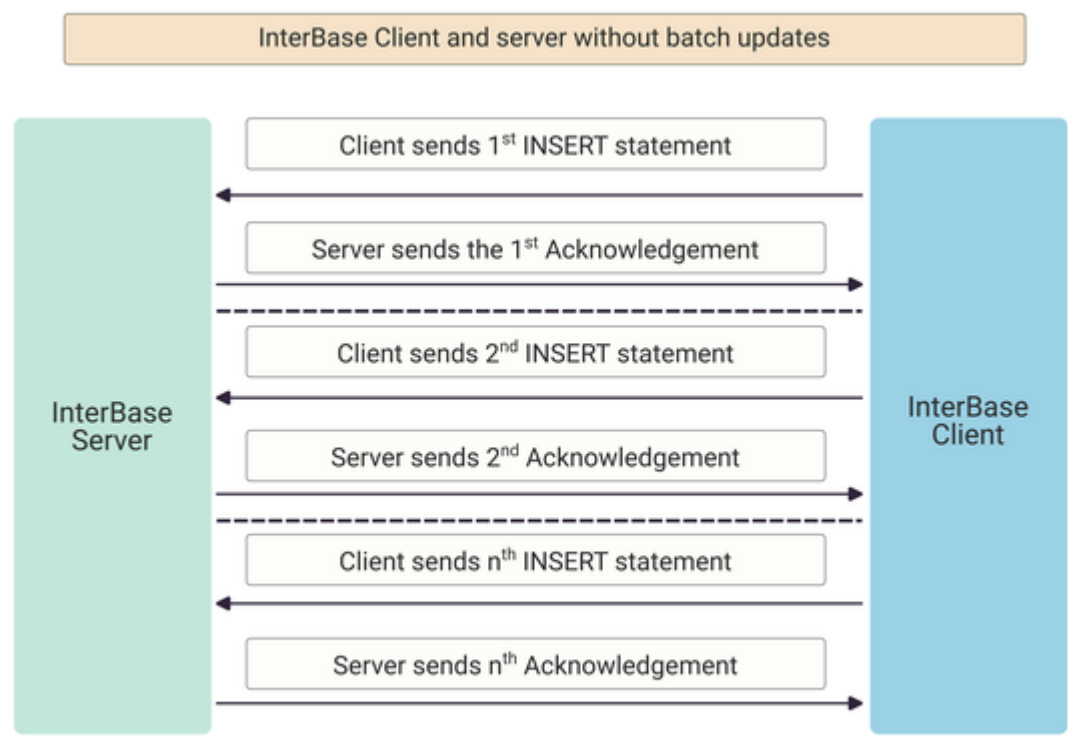 InterBase Client and server without batch updates
Client sends 1st INSERT statement
Server sends the 1st Acknowledgement
Client sends 2nd INSERT statement
InterBase
Server
InterBase
Client
Server sends 2nd Acknowledgement
Client sends nth INSERT statement
Server sends nth Acknowledgement